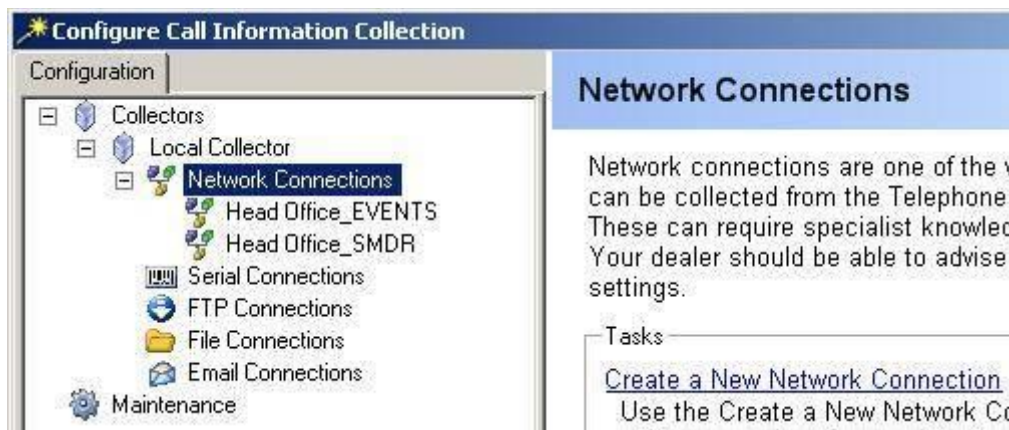 Configure Call Information Collection
Configuration
Collectors
Local Collector
Network Connections
Head Office_EVENTS
Head Office_SMDR
Serial Connections
FTP Connections
File Connections
Email Connections
Maintenance
Network Connections
Network connections are one of the
can be collected from the Telephone
These can require specialist
Your dealer should be able to advise
settings.
Tasks
Create a New Network Connection
Use the Create a New Network